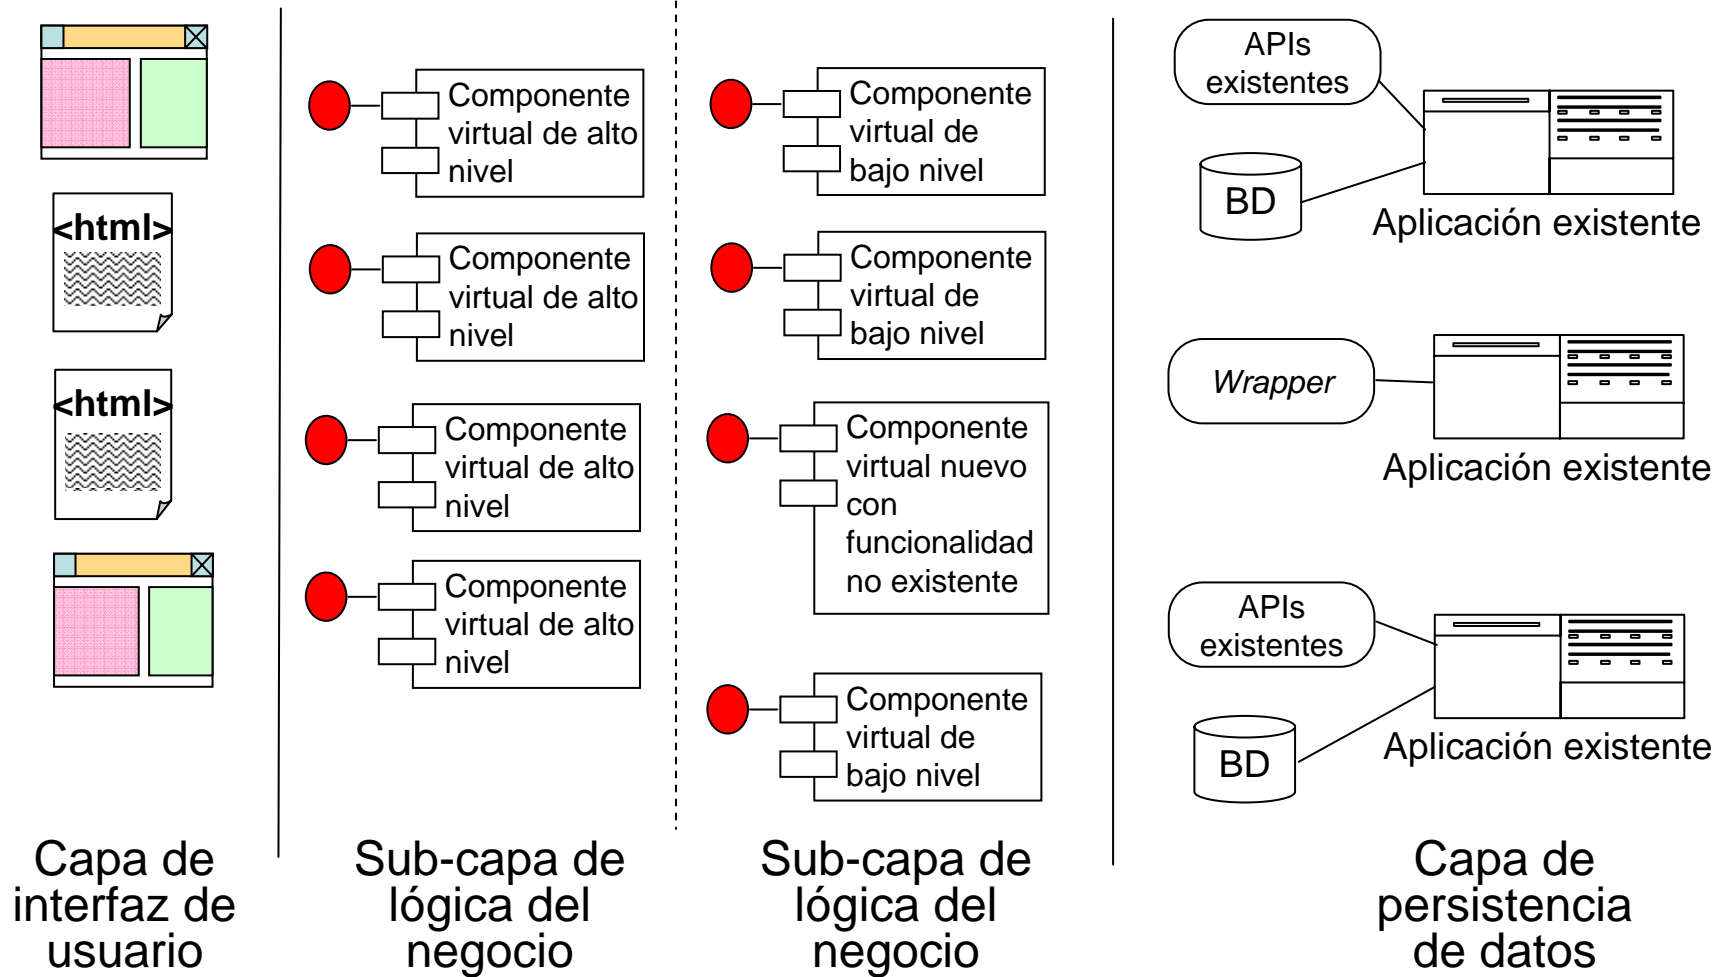 <html>
<html>
Capa de
interfaz de
usuario
Componente
virtual de alto
nivel
Componente
virtual de alto
nivel
Componente
virtual de alto
nivel
Componente
virtual de alto
nivel
Sub-capa de
lógica del
negocio
Componente
virtual de
bajo nivel
Componente
virtual de
bajo nivel
Componente
virtual nuevo
con
funcionalidad
no existente
Componente
virtual de
bajo nivel
Sub-capa de
lógica del
negocio
APIs
existentes
BD
Aplicación existente
Wrapper
Aplicación existente
APIs
existentes
BD
Aplicación existente
Capa de
persistencia
de datos